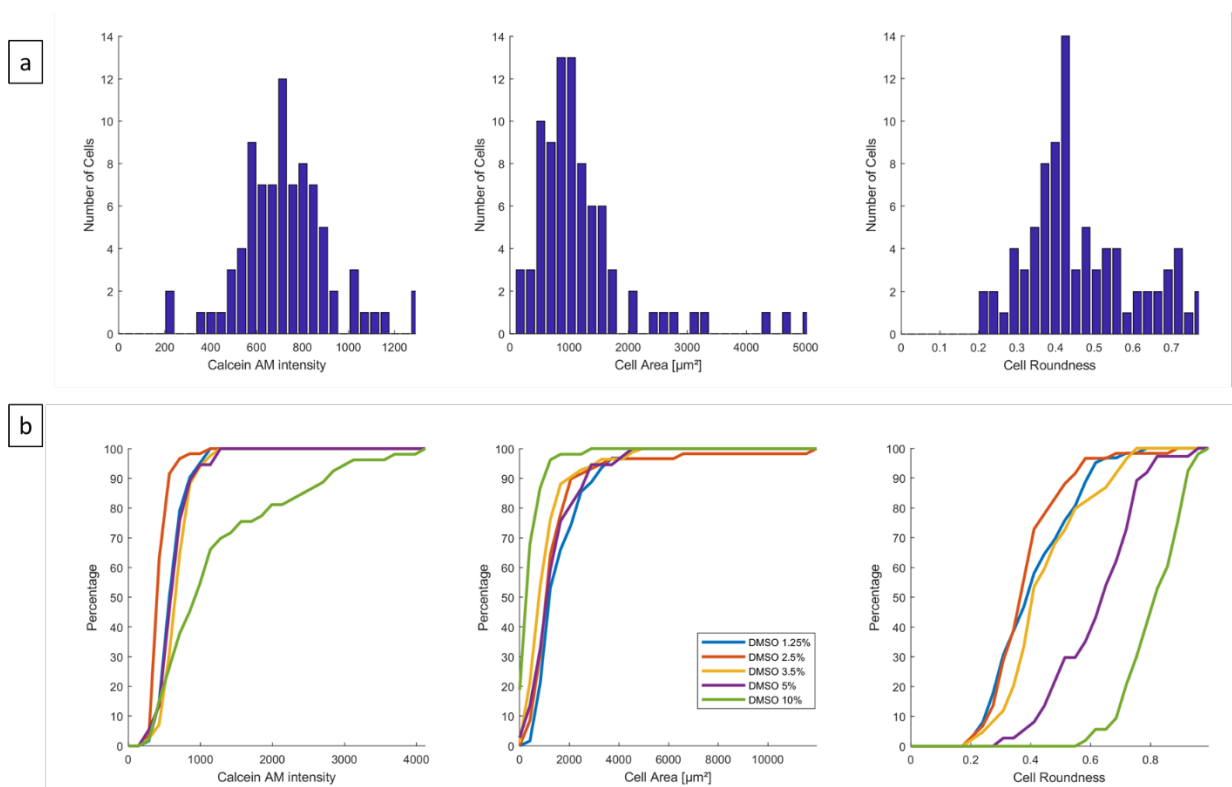 a
Number of Cells
14
12
10
8
6
4
2
0
0 200 400 600 800 1000 1200
Calcein AM intensity
Number of Cells
14
12
10
8
6
4
2
0
0 1000 2000 3000 4000 5000
Cell Area [µm²]
Number of Cells
14
12
10
8
6
4
2
0
0 0.1 0.2 0.3 0.4 0.5 0.6 0.7
Cell Roundness
b
Percentage
100
90
80
70
60
50
40
30
20
10
0
0 1000 2000 3000 4000
Calcein AM intensity
Percentage
100
90
80
70
60
50
40
30
20
10
0
0 2000 4000 6000 8000 10000
Cell Area [µm²]
DMSO 1.25%
DMSO 2.5%
DMSO 3.5%
DMSO 5%
DMSO 10%
Percentage
100
90
80
70
60
50
40
30
20
10
0
0 0.2 0.4 0.6 0.8
Cell Roundness